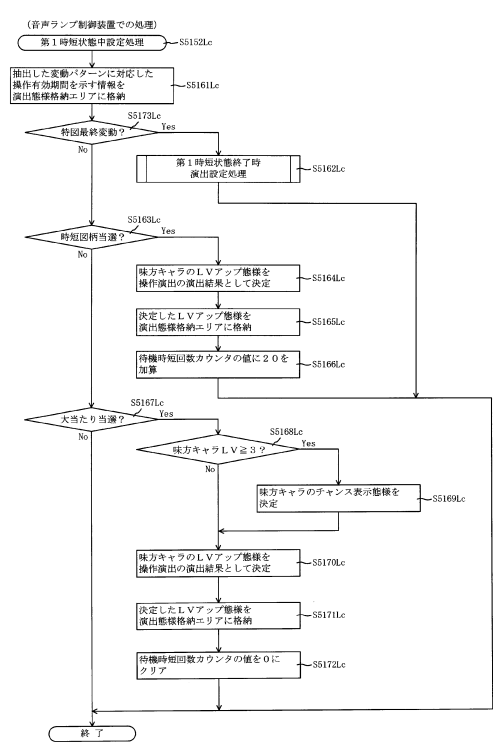 (音声ランプ制御装置での処理)
第1時短状態中設定処理
S5152Lc
抽出した変動パターンに対応した
操作有効期間を示す情報を
演出態様格納エリアに格納
S5161Lc
特図最終変動?
S5173Lc
Yes
No
第1時短状態終了時
演出設定処理
S5162Lc
時短図柄当選?
S5163Lc
Yes
No
味方キャラのLVアップ態様を
操作演出の演出結果として決定
S5164Lc
決定したLVアップ態様を
演出態様格納エリアに格納
S5165Lc
待機時短回数カウンタの値に20を
加算
S5166Lc
大当たり当選?
S5167Lc
Yes
No
味方キャラLV≧3?
S5168Lc
Yes
No
味方キャラのチャンス表示態様を
決定
S5169Lc
味方キャラのLVアップ態様を
操作演出の演出結果として決定
S5170Lc
決定したLVアップ態様を
演出態様格納エリアに格納
S5171Lc
待機時短回数カウンタの値を0に
クリア
S5172Lc
終了